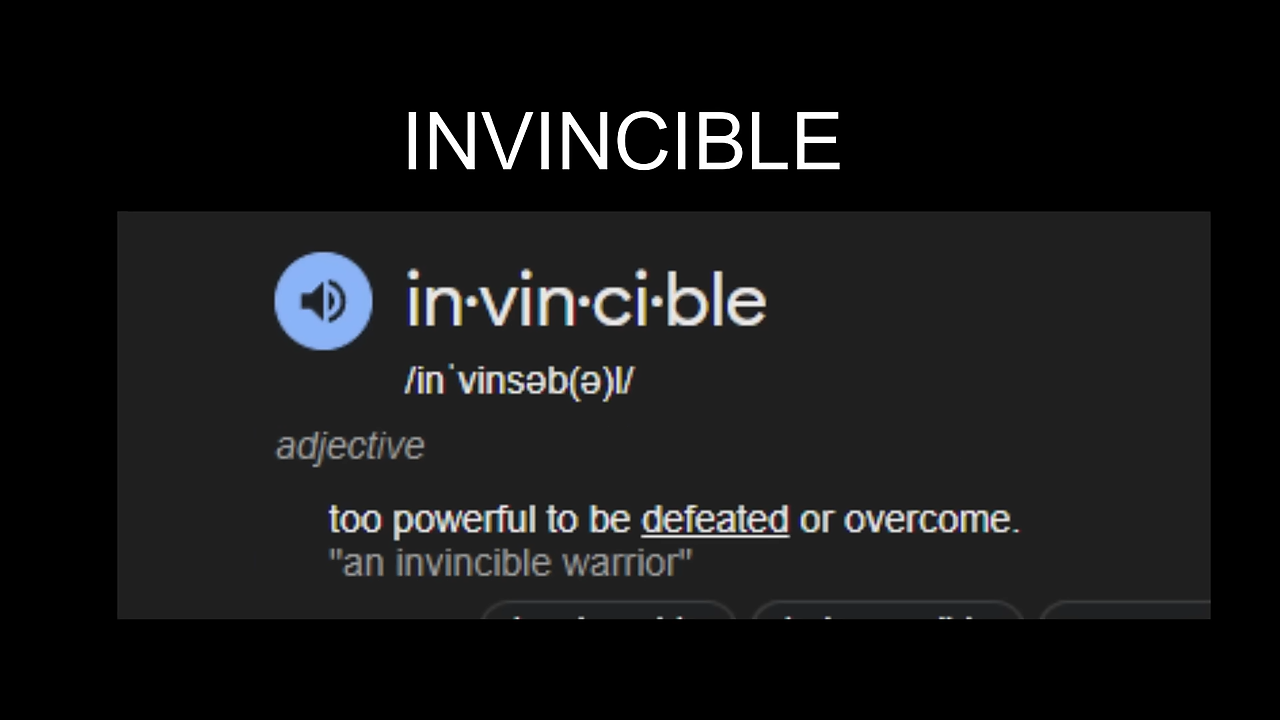 INVINCIBLE
in·vin·ci·ble
/inˈvinsəb(ə)l/
adjective
too powerful to be defeated or overcome.
"an invincible warrior"